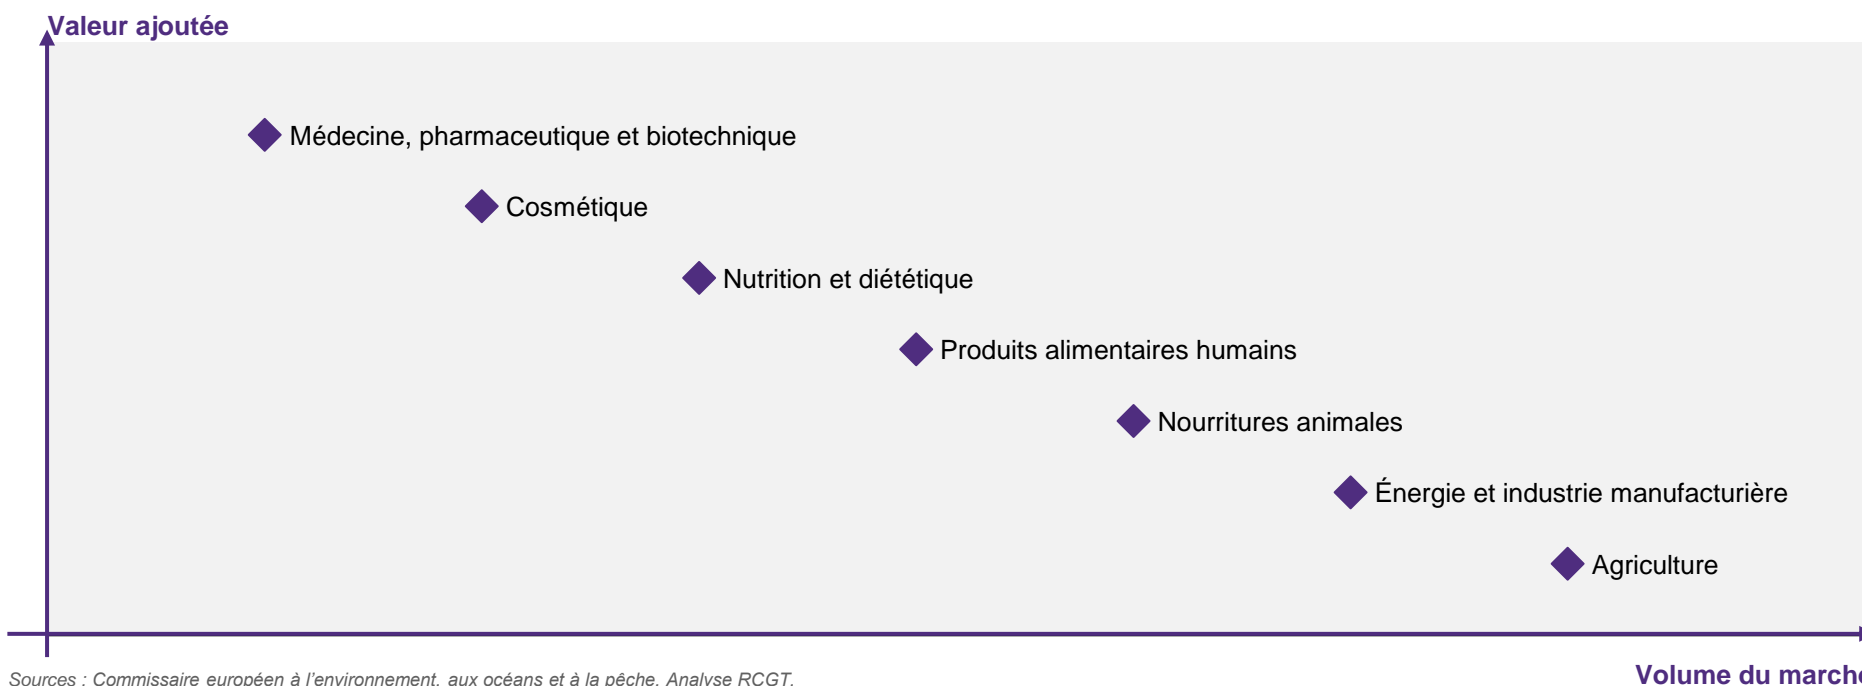 Valeur ajoutée
Médecine, pharmaceutique et biotechnique
Cosmétique
Nutrition et diététique
Produits alimentaires humains
Nourritures animales
Énergie et industrie manufacturière
Agriculture
Volume du marché
Sources : Commissaire européen à l'environnement, aux océans et à la pêche. Analyse RCGT.